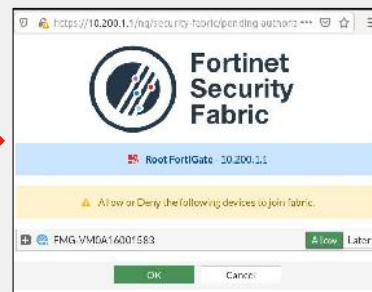 https://10.200.1.1/ng/security-fabric/pending-authoriz
Fortinet
Security
Fabric
Root FortiGate - 10.200.1.1
Allow or Deny the following devices to join fabric.
FMG-VM0A16001583 Allow Later
OK Cancel